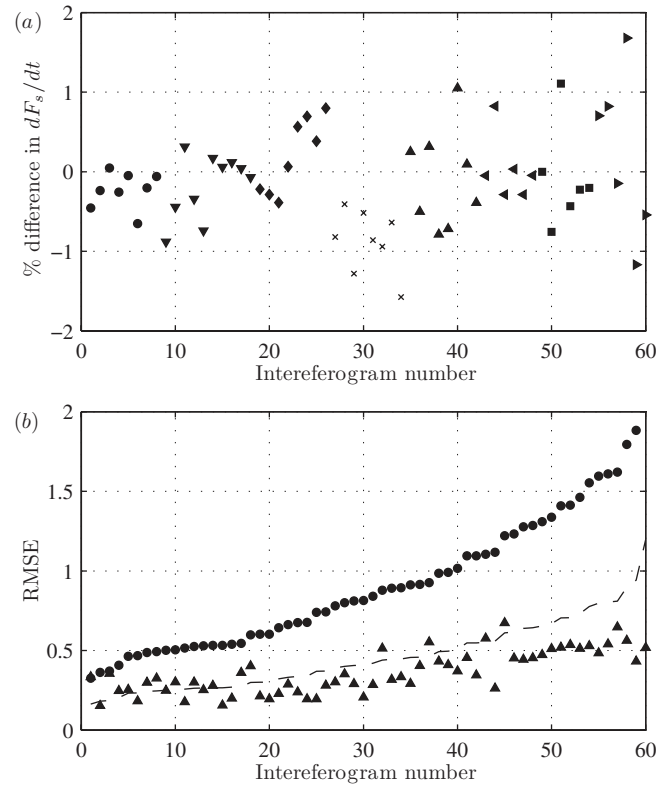 (a)
% difference in dF_s/dt
2
1
0
−1
−2
0 10 20 30 40 50 60
Intereferogram number
(b)
RMSE
2
1.5
1
0.5
0
0 10 20 30 40 50 60
Intereferogram number